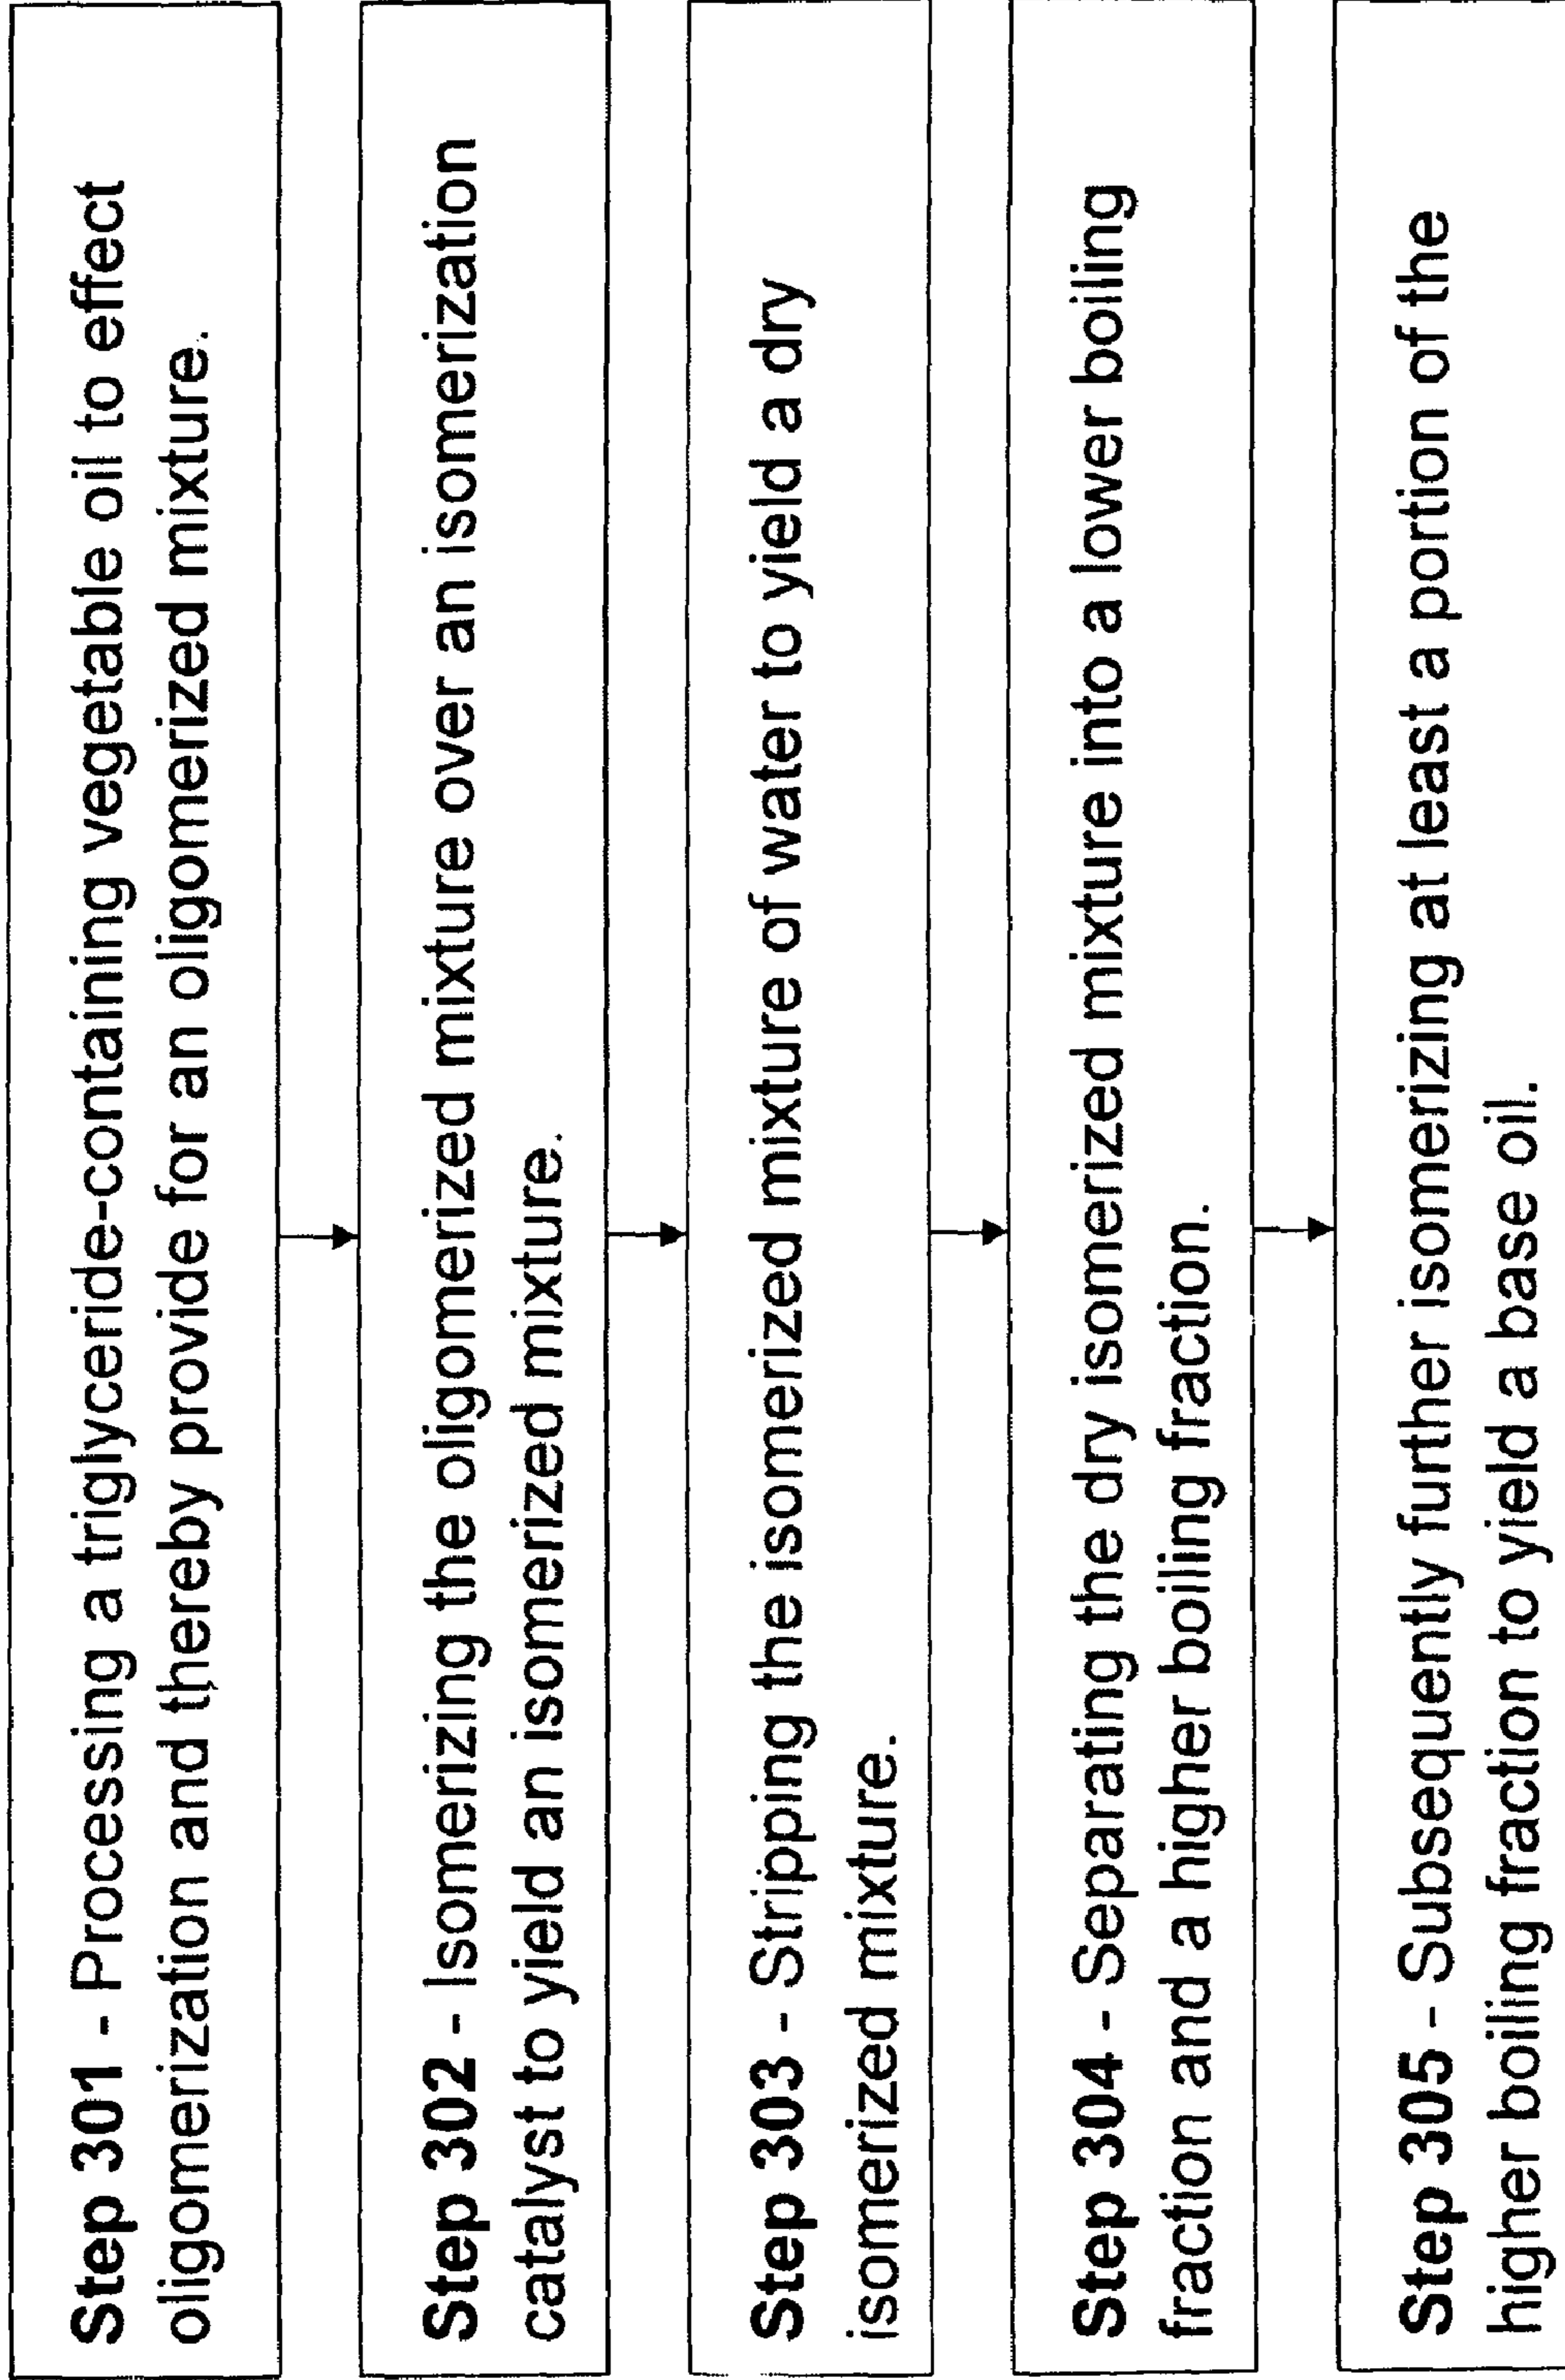 Step 301 - Processing a triglyceride-containing vegetable oil to effect
oligomerization and thereby provide for an oligomerized mixture.
Step 302 - Isomerizing the oligomerized mixture over an isomerization
catalyst to yield an isomerized mixture.
Step 303 - Stripping the isomerized mixture of water to yield a dry
isomerized mixture.
Step 304 - Separating the dry isomerized mixture into a lower boiling
fraction and a higher boiling fraction.
Step 305 - Subsequently further isomerizing at least a portion of the
higher boiling fraction to yield a base oil.